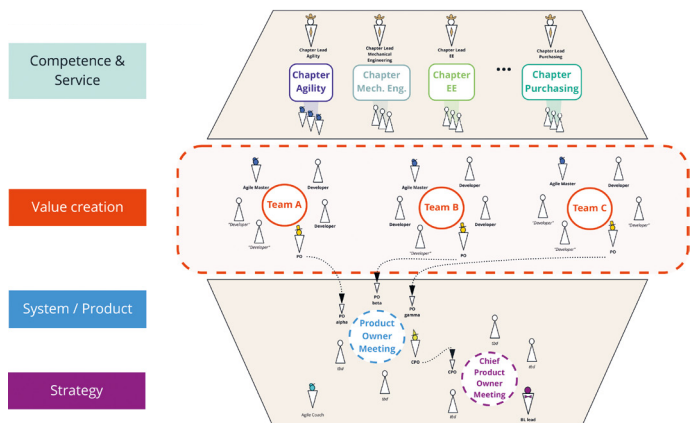 Competence &
Service
Chapter Lead
Agility
Chapter Lead
Mechanical
Engineering
Chapter Lead
EE
Chapter Lead
Purchasing
Chapter
Agility
Chapter
Mech. Eng.
Chapter
EE
...
Chapter
Purchasing
Value creation
Agile Master
Developer
Team A
"Developer"
Developer
"Developer"
PO
Agile Master
Developer
Team B
"Developer"
Developer
"Developer"
PO
Agile Master
Developer
Team C
"Developer"
Developer
"Developer"
PO
System / Product
PO
alpha
PO
beta
PO
gamma
Product
Owner
Meeting
CPO
Strategy
CPO
Chief
Product
Owner
Meeting
Agile Coach
BL lead